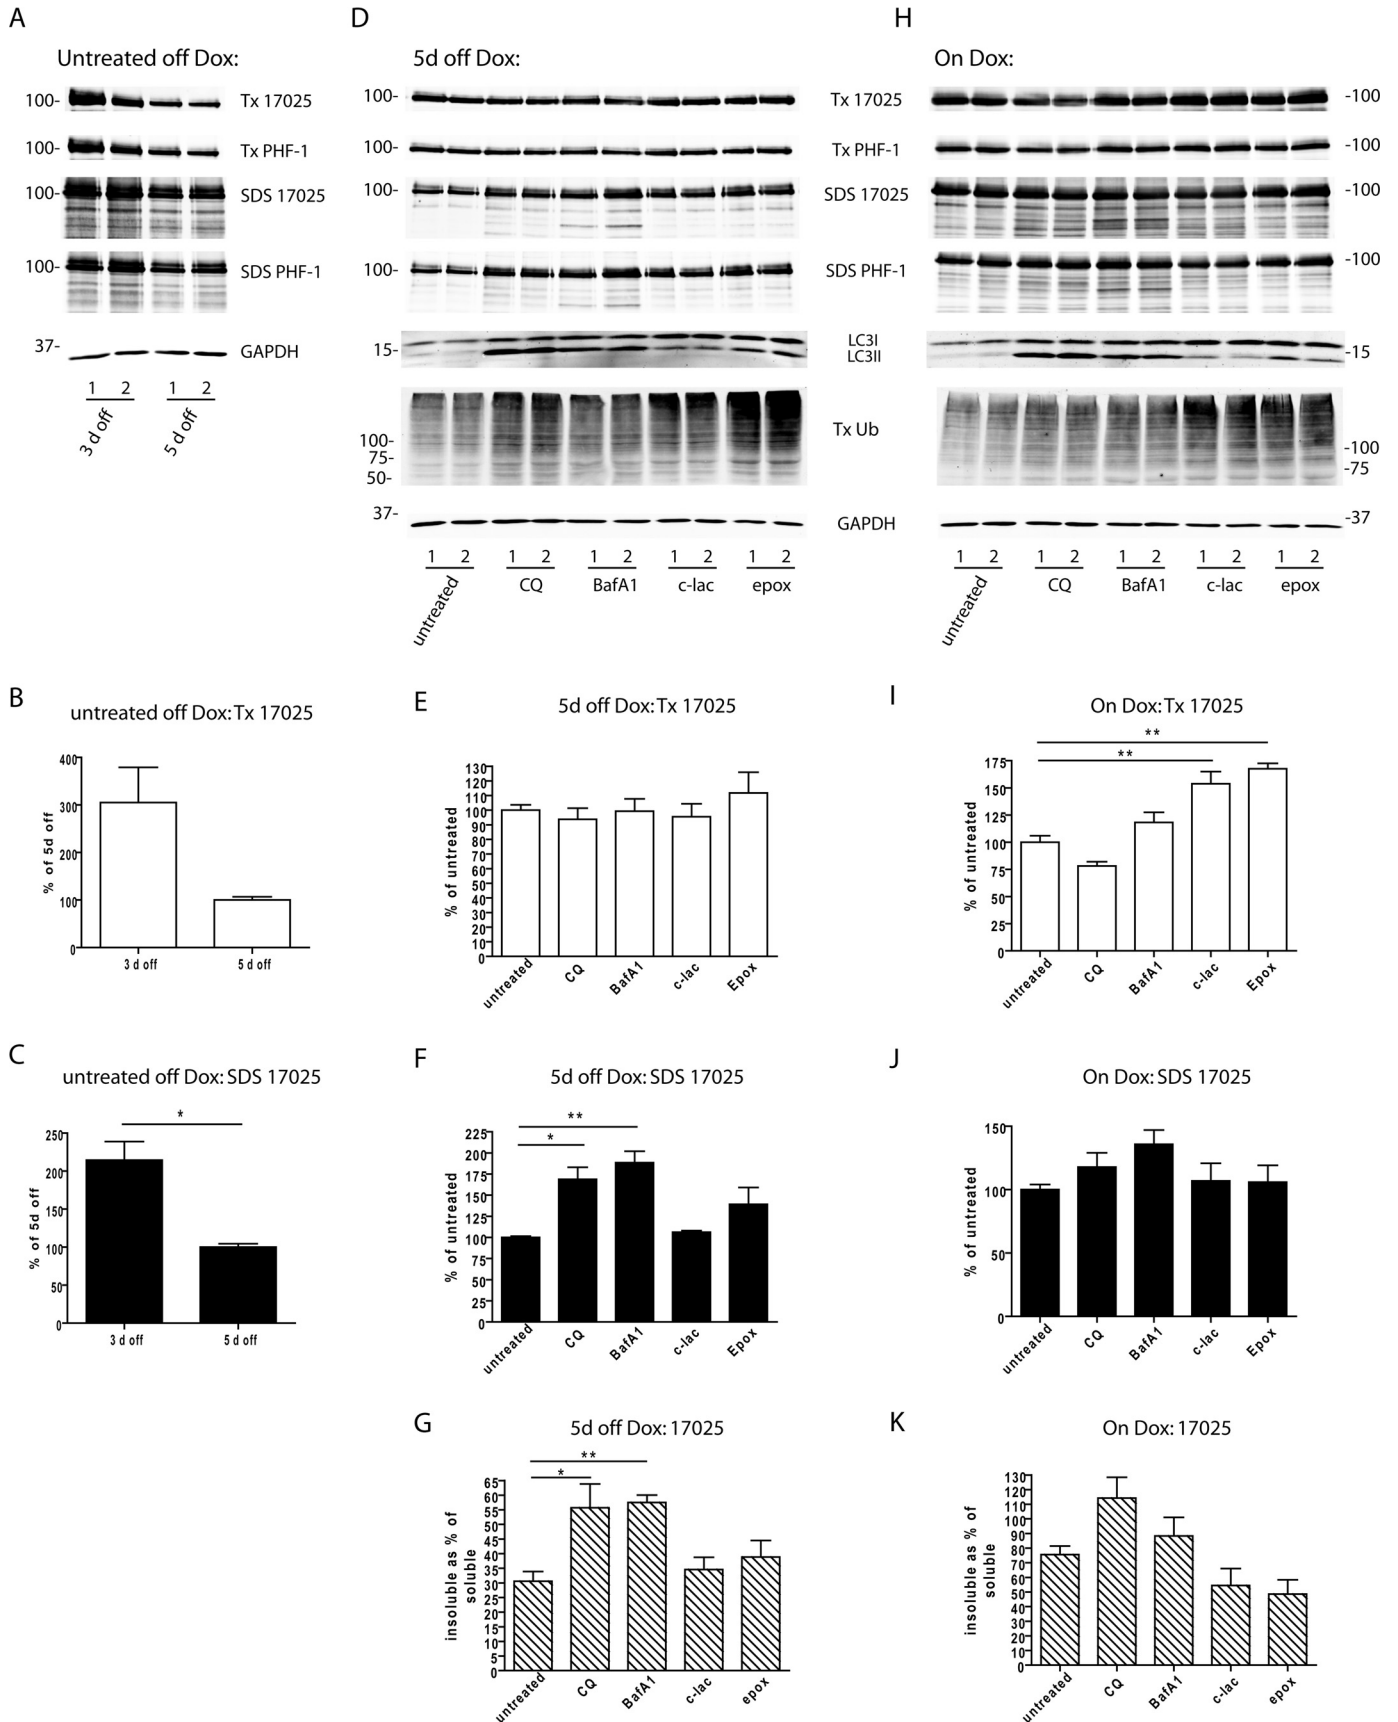 A
Untreated off Dox:
100- Tx 17025
100- Tx PHF-1
100- SDS 17025
100- SDS PHF-1
37- GAPDH
1 2 1 2
3 d off 5 d off
D
5d off Dox:
100- Tx 17025
100- Tx PHF-1
100- SDS 17025
100- SDS PHF-1
15- LC3I
LC3II
Tx Ub
100-
75-
50-
37- GAPDH
1 2 1 2 1 2 1 2 1 2
untreated CQ BafA1 c-lac epox
H
On Dox:
-100
-100
-100
-100
-15
-100
-75
-37
1 2 1 2 1 2 1 2 1 2
untreated CQ BafA1 c-lac epox
B
untreated off Dox: Tx 17025
% of 5d off
400
300
200
100
0
3 d off 5 d off
E
5d off Dox: Tx 17025
% of untreated
130
120
110
100
90
80
70
60
50
40
30
20
10
0
untreated CQ BafA1 c-lac Epox
I
On Dox: Tx 17025
**
**
% of untreated
175
150
125
100
75
50
25
0
untreated CQ BafA1 c-lac Epox
C
untreated off Dox: SDS 17025
*
% of 5d off
250
200
150
100
50
0
3 d off 5 d off
F
5d off Dox: SDS 17025
**
*
% of untreated
225
200
175
150
125
100
75
50
25
0
untreated CQ BafA1 c-lac Epox
J
On Dox: SDS 17025
% of untreated
150
100
50
0
untreated CQ BafA1 c-lac Epox
G
5d off Dox: 17025
**
*
insoluble as % of
soluble
65
60
55
50
45
40
35
30
25
20
15
10
5
0
untreated CQ BafA1 c-lac epox
K
On Dox: 17025
insoluble as % of
soluble
130
120
110
100
90
80
70
60
50
40
30
20
10
0
untreated CQ BafA1 c-lac epox